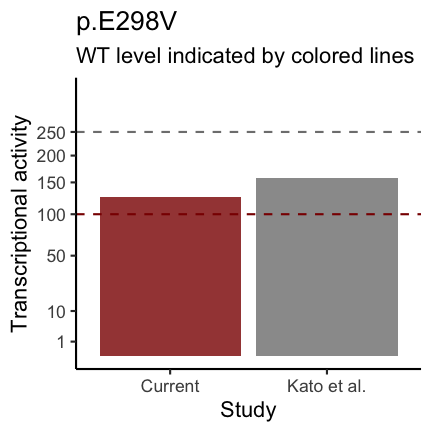 p.E298V
WT level indicated by colored lines
Transcriptional activity
250
200
150
100
50
10
1
Current
Kato et al.
Study